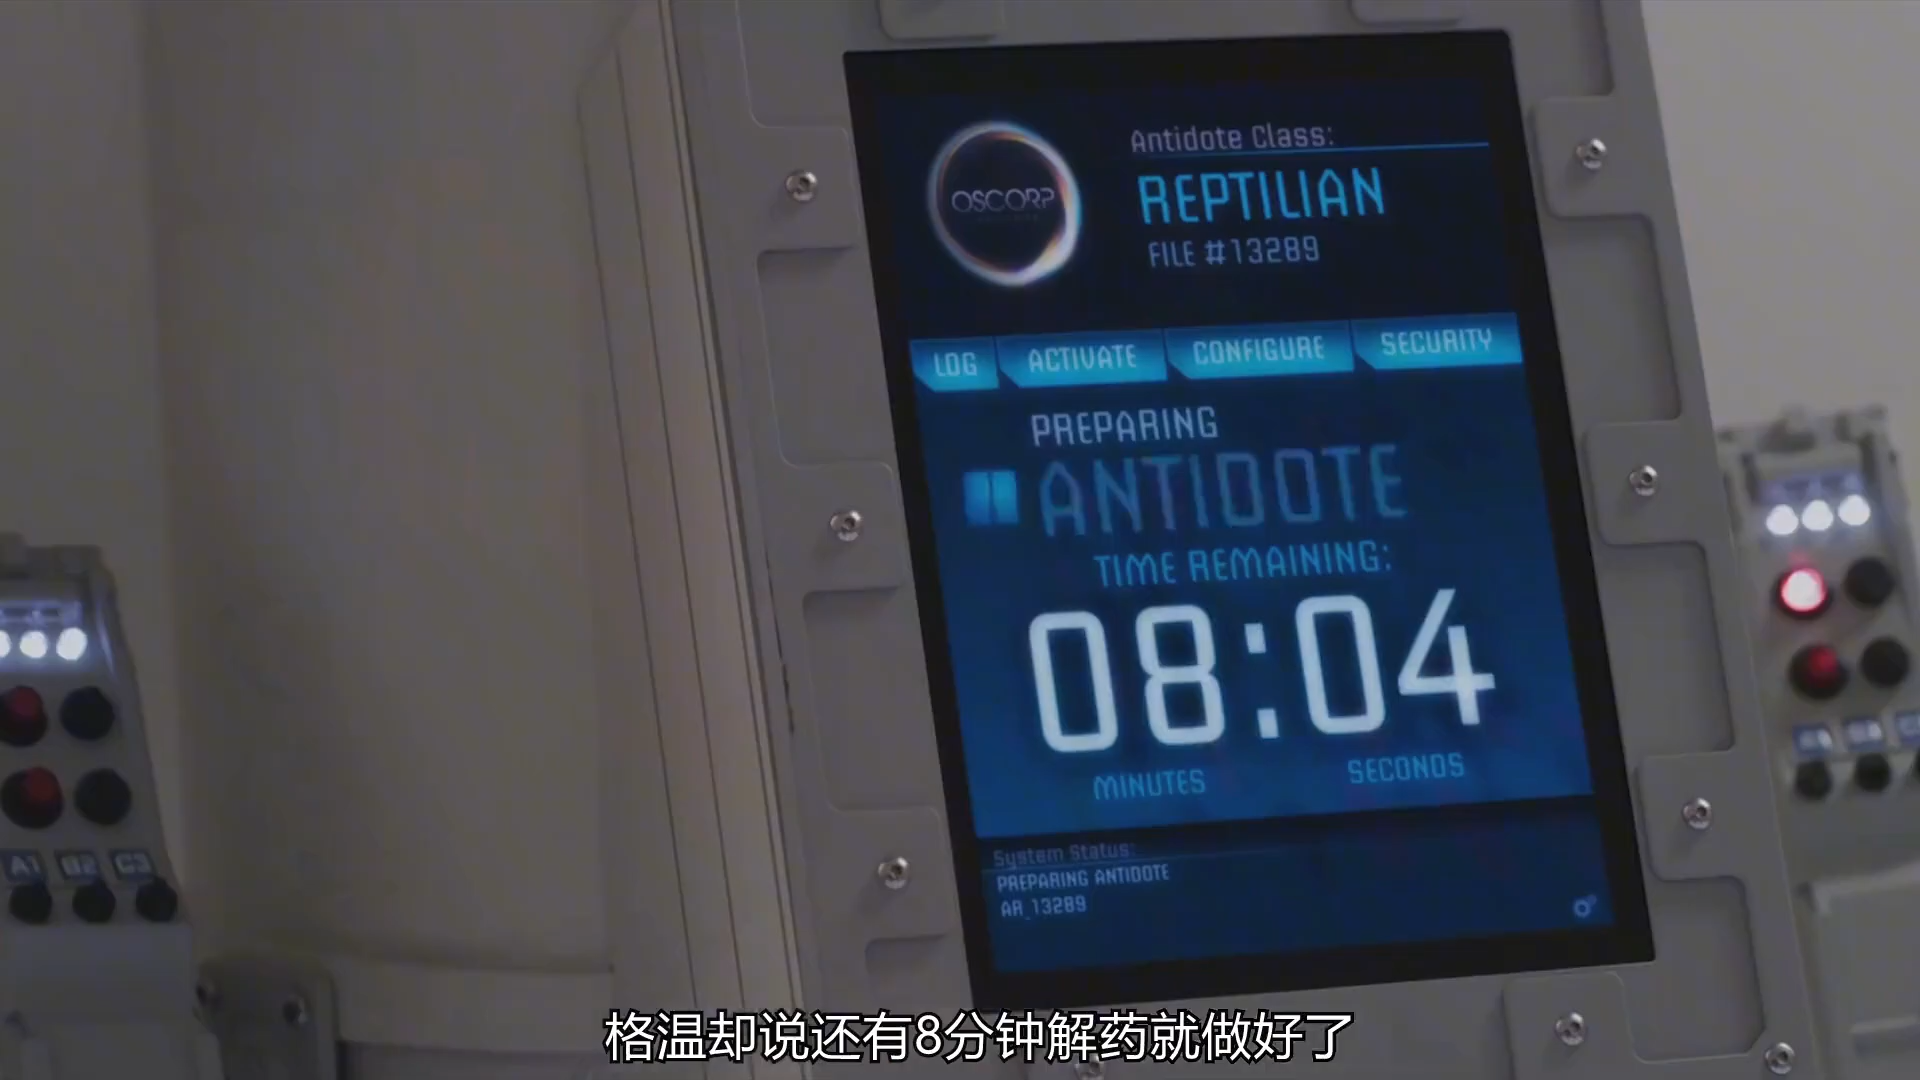 Antidote Class:
OSCORP
REPTILIAN
FILE #13289
LOG
ACTIVATE
CONFIGURE
SECURITY
PREPARING
ANTIDOTE
TIME REMAINING:
08:04
MINUTES
SECONDS
System Status:
PREPARING ANTIDOTE
AR_13289
A1 B2 C3
格温却说还有8分钟解药就做好了